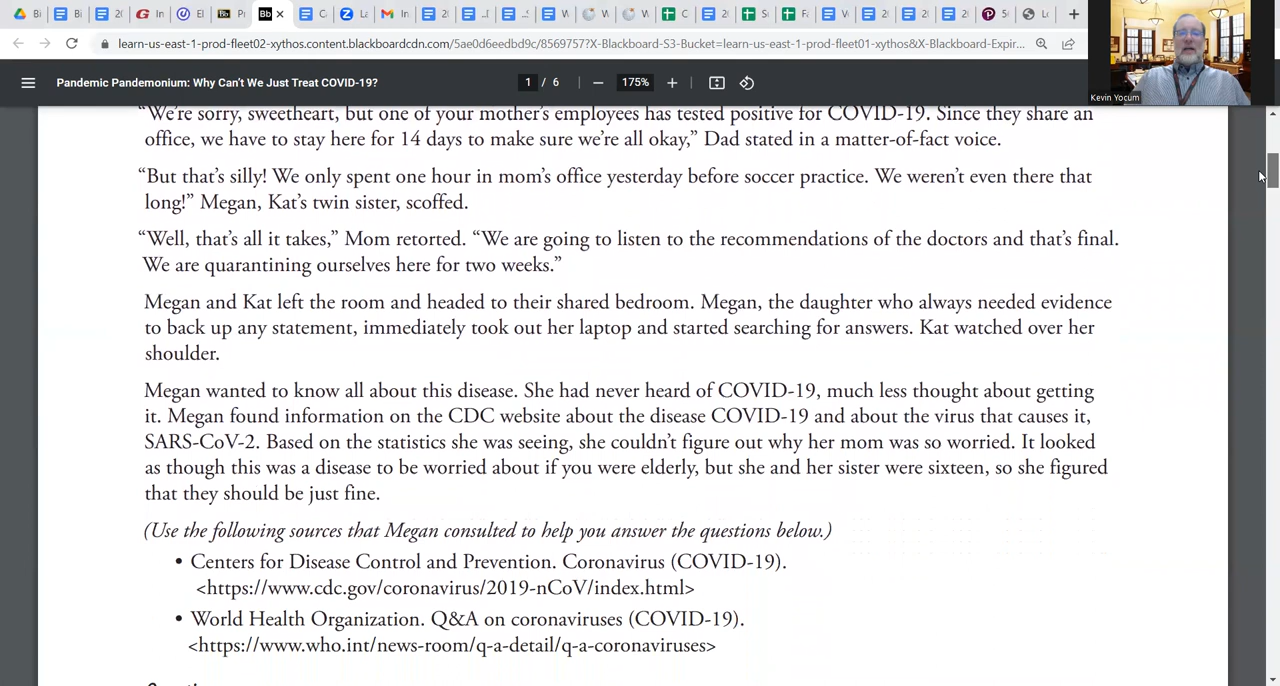 Bi
Bi
20
G In
El
Bb Pr
Bb
C
La
In
20
W
W
C
S
F
V
20
20
20
5
Lo
learn-us-east-1-prod-fleet02-xythos.content.blackboardcdn.com/5ae0d6eedbd9c/8569757?X-Blackboard-S3-Bucket=learn-us-east-1-prod-fleet01-xythos&X-Blackboard-Expir...
Pandemic Pandemonium: Why Can't We Just Treat COVID-19?
1 / 6
175%
Kevin Yocum
“We’re sorry, sweetheart, but one of your mother’s employees has tested positive for COVID-19. Since they share an
office, we have to stay here for 14 days to make sure we’re all okay,” Dad stated in a matter-of-fact voice.
“But that’s silly! We only spent one hour in mom’s office yesterday before soccer practice. We weren’t even there that
long!” Megan, Kat’s twin sister, scoffed.
“Well, that’s all it takes,” Mom retorted. “We are going to listen to the recommendations of the doctors and that’s final.
We are quarantining ourselves here for two weeks.”
Megan and Kat left the room and headed to their shared bedroom. Megan, the daughter who always needed evidence
to back up any statement, immediately took out her laptop and started searching for answers. Kat watched over her
shoulder.
Megan wanted to know all about this disease. She had never heard of COVID-19, much less thought about getting
it. Megan found information on the CDC website about the disease COVID-19 and about the virus that causes it,
SARS-CoV-2. Based on the statistics she was seeing, she couldn’t figure out why her mom was so worried. It looked
as though this was a disease to be worried about if you were elderly, but she and her sister were sixteen, so she figured
that they should be just fine.
(Use the following sources that Megan consulted to help you answer the questions below.)
• Centers for Disease Control and Prevention. Coronavirus (COVID-19).
<https://www.cdc.gov/coronavirus/2019-nCoV/index.html>
• World Health Organization. Q&A on coronaviruses (COVID-19).
<https://www.who.int/news-room/q-a-detail/q-a-coronaviruses>